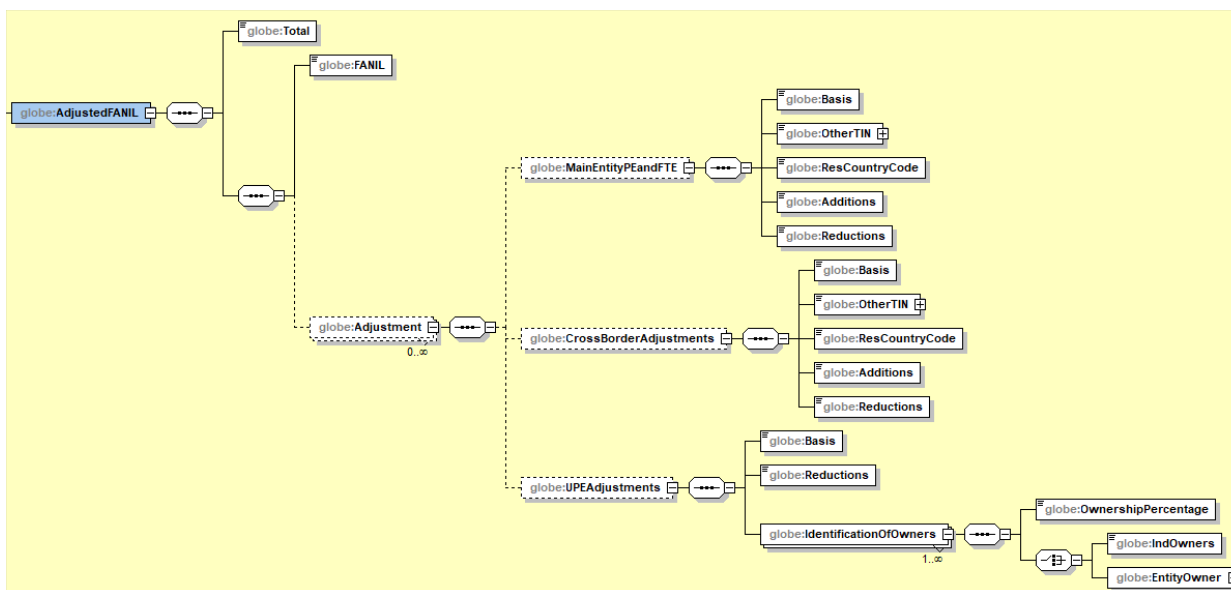 globe:Total
globe:FANIL
globe:AdjustedFANIL
globe:Basis
globe:OtherTIN
globe:MainEntityPEandFTE
globe:ResCountryCode
globe:Additions
globe:Reductions
globe:Basis
globe:OtherTIN
globe:Adjustment
0..∞
globe:CrossBorderAdjustments
globe:ResCountryCode
globe:Additions
globe:Reductions
globe:Basis
globe:Reductions
globe:UPEAdjustments
globe:OwnershipPercentage
globe:IdentificationOfOwners
1..∞
globe:IndOwners
globe:EntityOwner